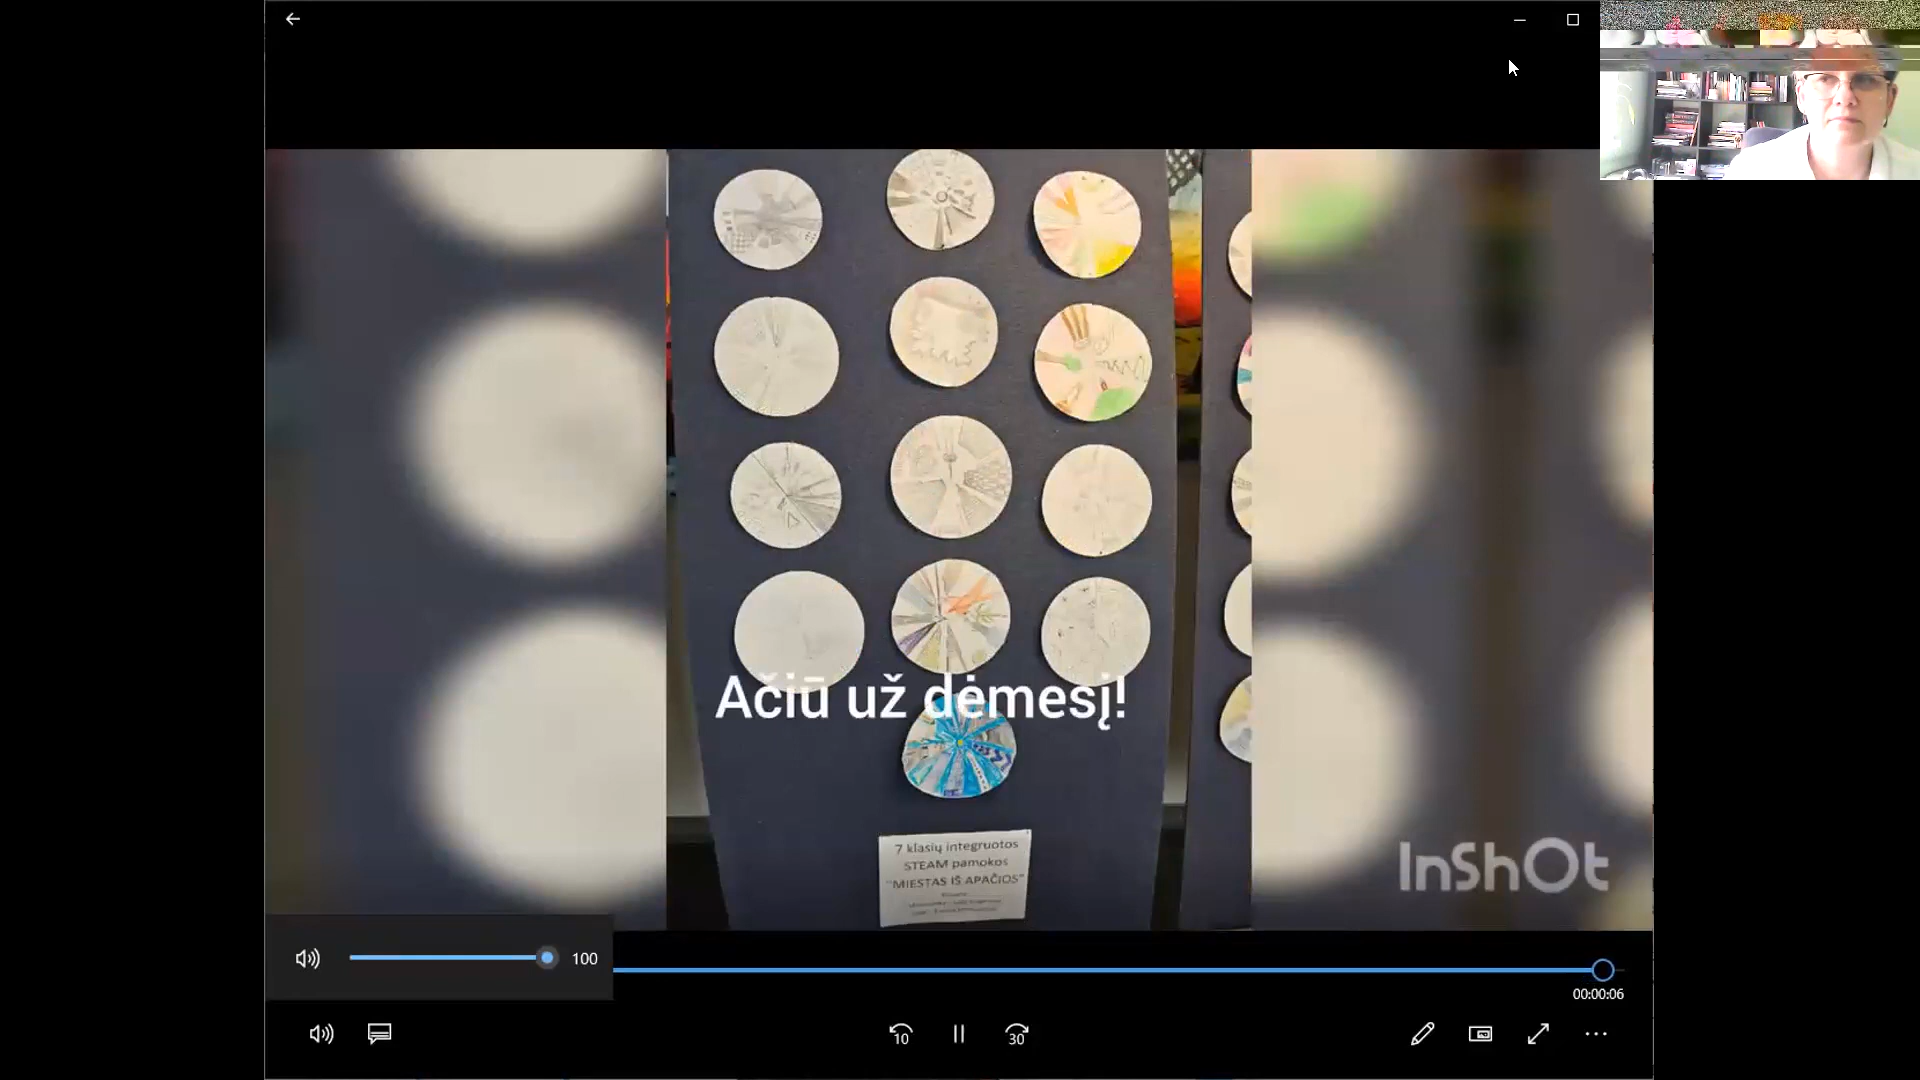 Ačiū už dėmesį!
7 klasių integruotos
STEAM pamokos
"MIESTAS IŠ APAČIOS"
InShOt
100
00:00:06
10
30